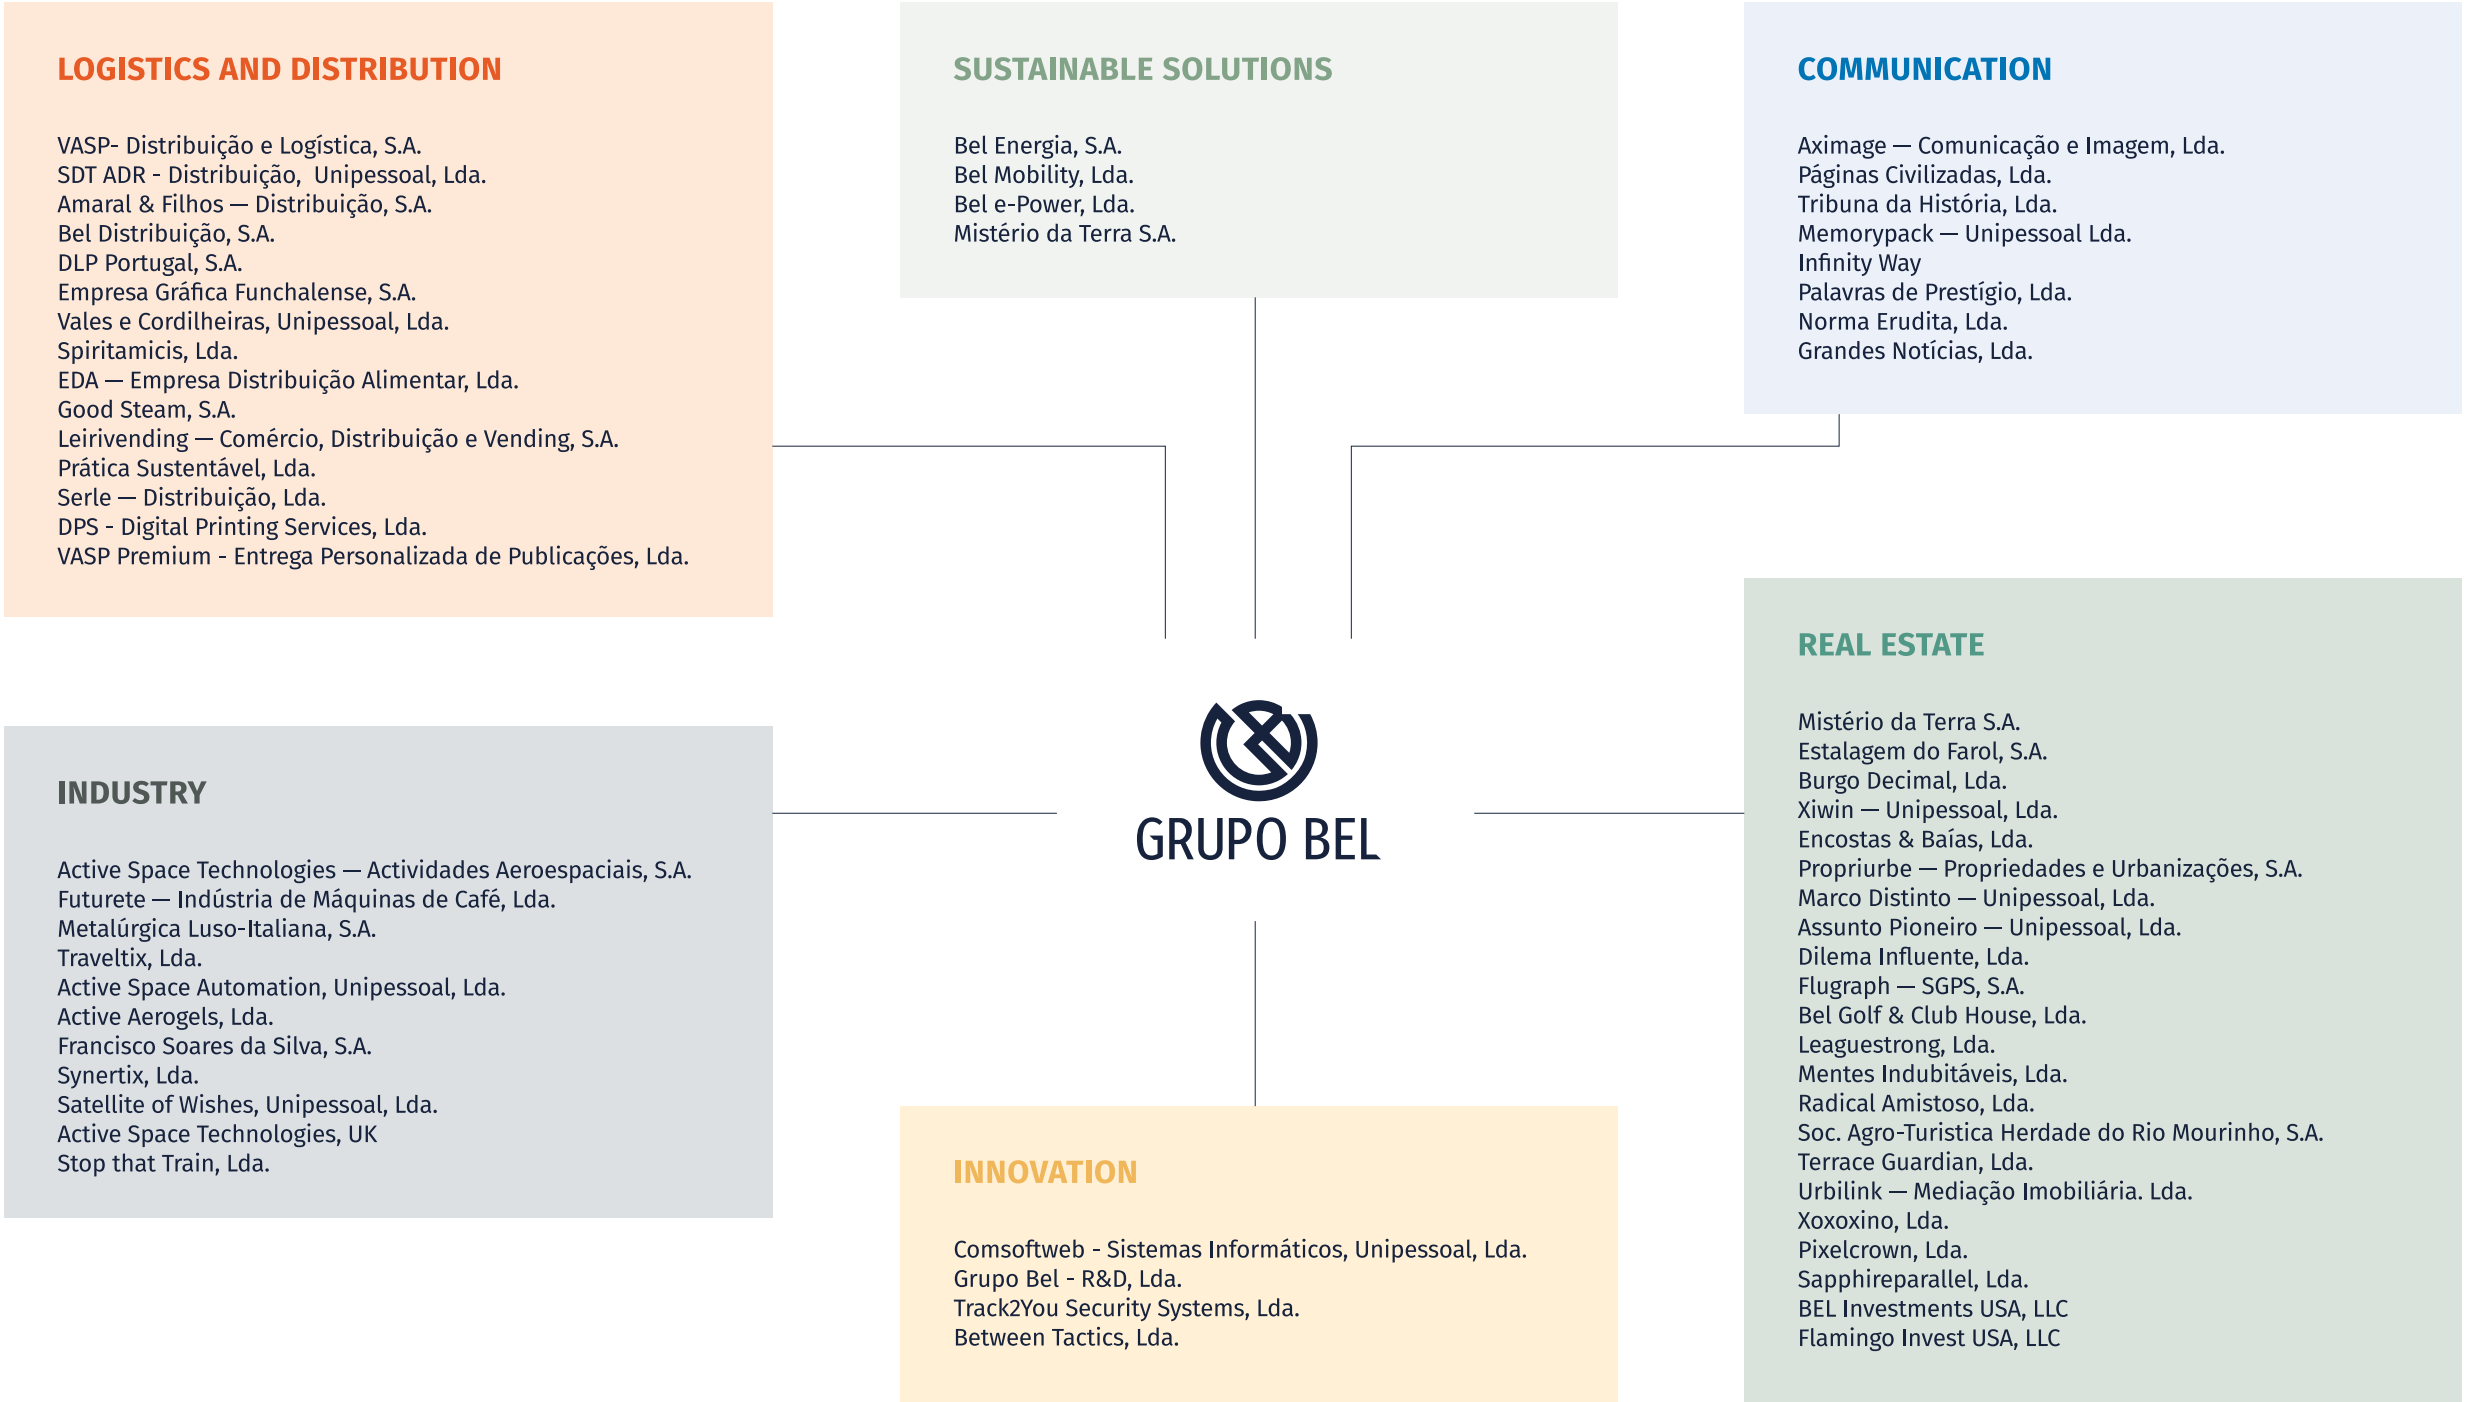 LOGISTICS AND DISTRIBUTION
VASP- Distribuição e Logística, S.A.
SDT ADR - Distribuição, Unipessoal, Lda.
Amaral & Filhos — Distribuição, S.A.
Bel Distribuição, S.A.
DLP Portugal, S.A.
Empresa Gráfica Funchalense, S.A.
Vales e Cordilheiras, Unipessoal, Lda.
Spiritamicis, Lda.
EDA — Empresa Distribuição Alimentar, Lda.
Good Steam, S.A.
Leirivending — Comércio, Distribuição e Vending, S.A.
Prática Sustentável, Lda.
Serle — Distribuição, Lda.
DPS - Digital Printing Services, Lda.
VASP Premium - Entrega Personalizada de Publicações, Lda.
SUSTAINABLE SOLUTIONS
Bel Energia, S.A.
Bel Mobility, Lda.
Bel e-Power, Lda.
Mistério da Terra S.A.
COMMUNICATION
Aximage — Comunicação e Imagem, Lda.
Páginas Civilizadas, Lda.
Tribuna da História, Lda.
Memorypack — Unipessoal Lda.
Infinity Way
Palavras de Prestígio, Lda.
Norma Erudita, Lda.
Grandes Notícias, Lda.
INDUSTRY
Active Space Technologies — Actividades Aeroespaciais, S.A.
Futurete — Indústria de Máquinas de Café, Lda.
Metalúrgica Luso-Italiana, S.A.
Traveltix, Lda.
Active Space Automation, Unipessoal, Lda.
Active Aerogels, Lda.
Francisco Soares da Silva, S.A.
Synertix, Lda.
Satellite of Wishes, Unipessoal, Lda.
Active Space Technologies, UK
Stop that Train, Lda.
GRUPO BEL
REAL ESTATE
Mistério da Terra S.A.
Estalagem do Farol, S.A.
Burgo Decimal, Lda.
Xiwin — Unipessoal, Lda.
Encostas & Baías, Lda.
Propriurbe — Propriedades e Urbanizações, S.A.
Marco Distinto — Unipessoal, Lda.
Assunto Pioneiro — Unipessoal, Lda.
Dilema Influente, Lda.
Flugraph — SGPS, S.A.
Bel Golf & Club House, Lda.
Leaguestrong, Lda.
Mentes Indubitáveis, Lda.
Radical Amistoso, Lda.
Soc. Agro-Turistica Herdade do Rio Mourinho, S.A.
Terrace Guardian, Lda.
Urbilink — Mediação Imobiliária. Lda.
Xoxoxino, Lda.
Pixelcrown, Lda.
Sapphireparallel, Lda.
BEL Investments USA, LLC
Flamingo Invest USA, LLC
INNOVATION
Comsoftweb - Sistemas Informáticos, Unipessoal, Lda.
Grupo Bel - R&D, Lda.
Track2You Security Systems, Lda.
Between Tactics, Lda.